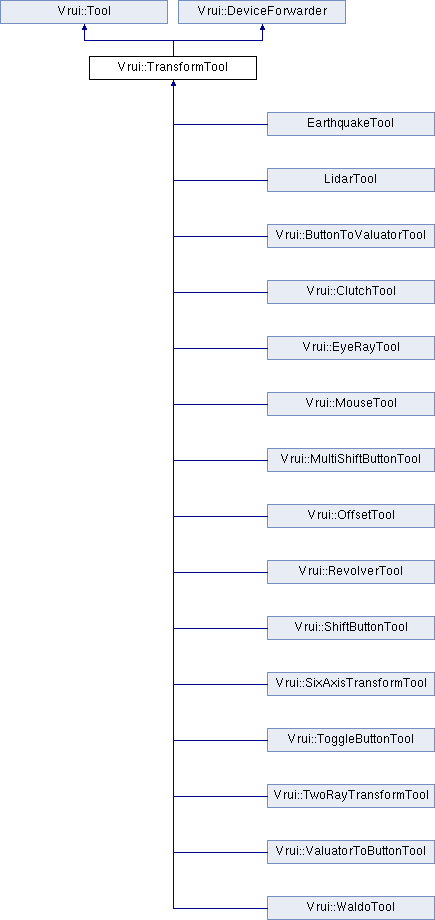 Vrui::Tool
Vrui::DeviceForwarder
Vrui::TransformTool
EarthquakeTool
LidarTool
Vrui::ButtonToValuatorTool
Vrui::ClutchTool
Vrui::EyeRayTool
Vrui::MouseTool
Vrui::MultiShiftButtonTool
Vrui::OffsetTool
Vrui::RevolverTool
Vrui::ShiftButtonTool
Vrui::SixAxisTransformTool
Vrui::ToggleButtonTool
Vrui::TwoRayTransformTool
Vrui::ValuatorToButtonTool
Vrui::WaldoTool